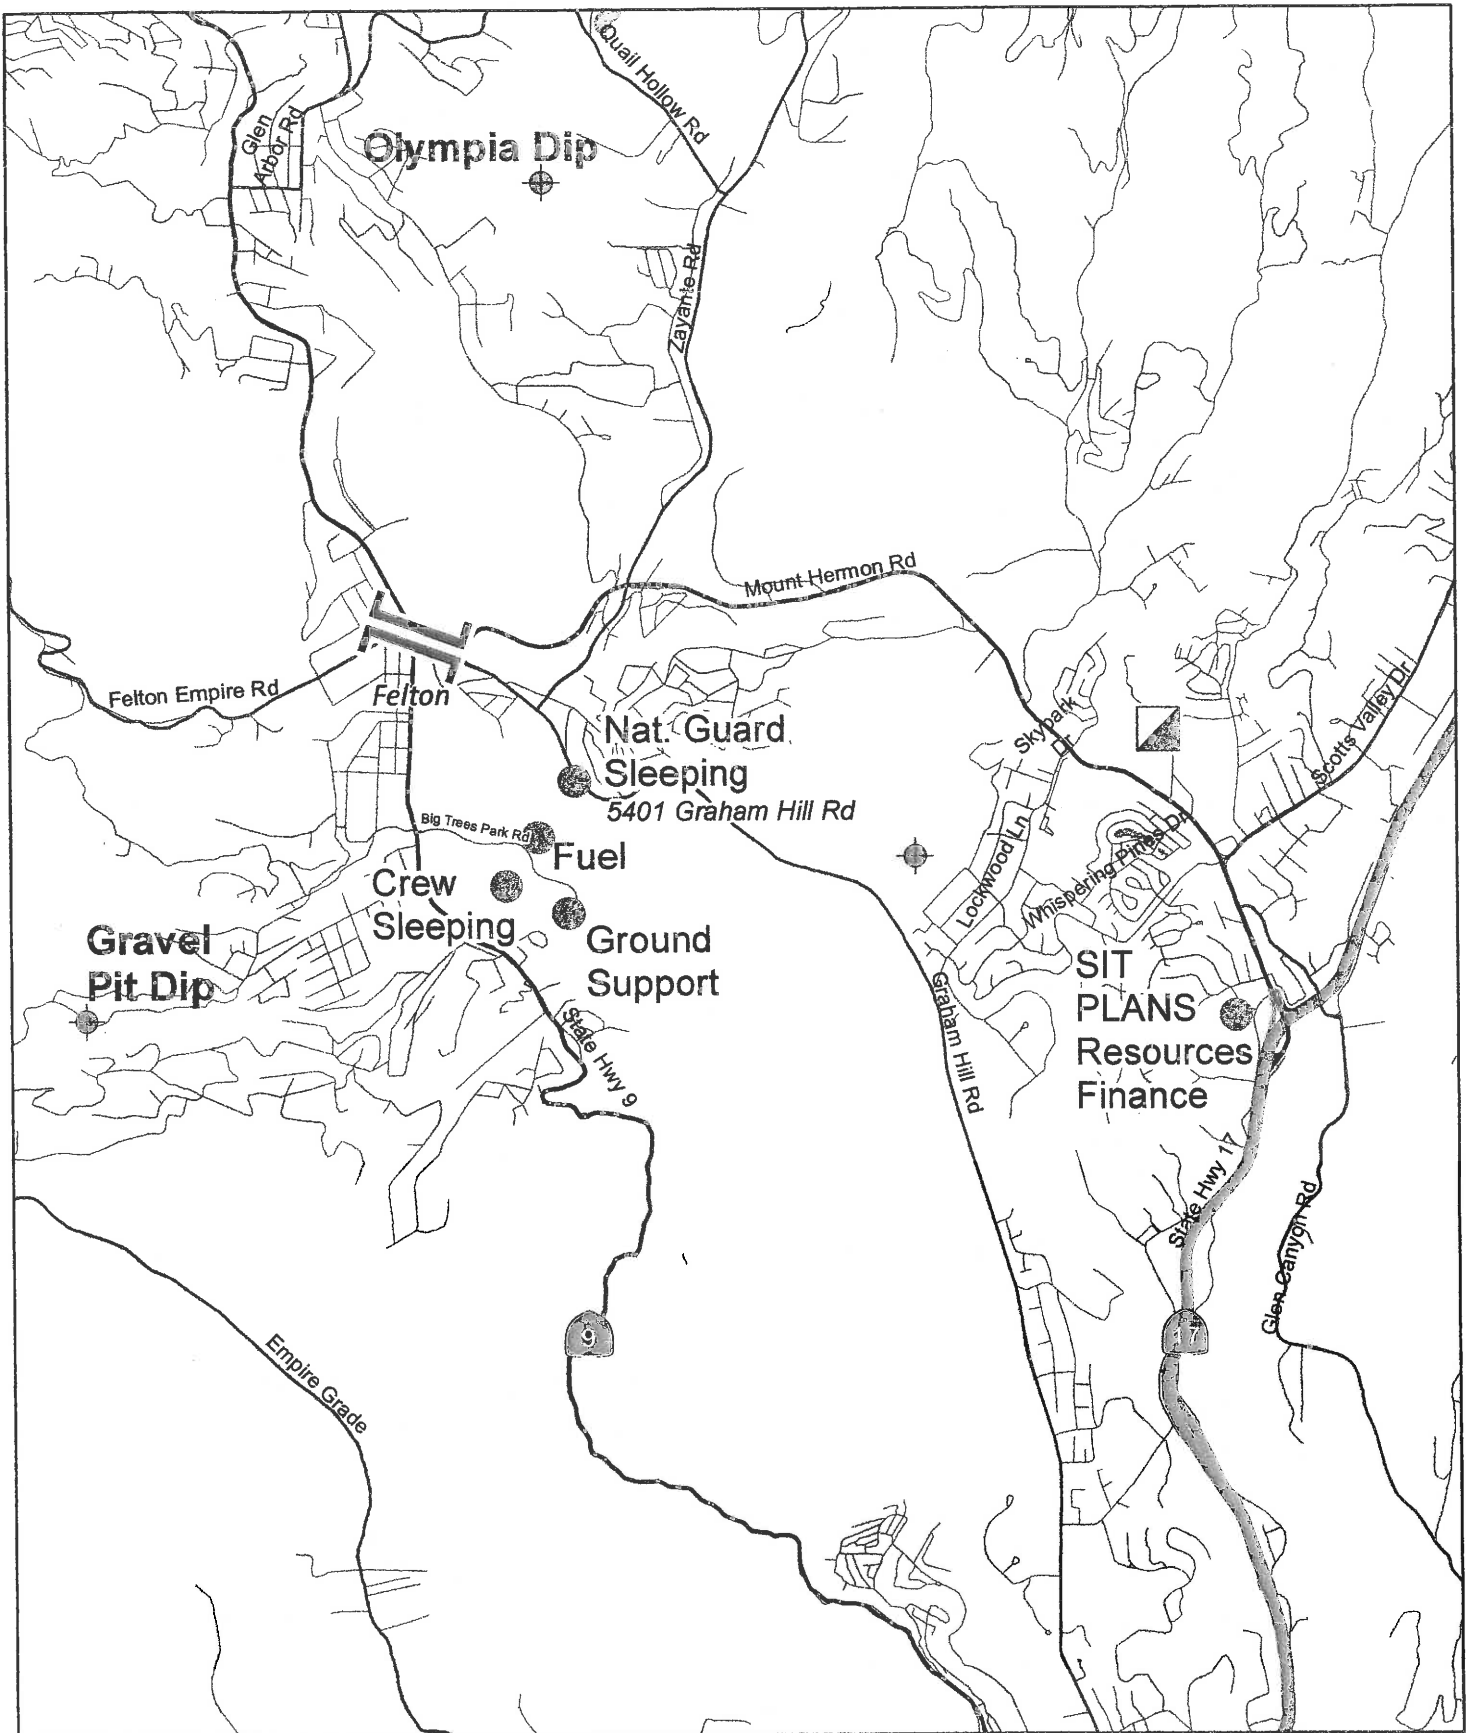 Quail Hollow Rd
Glen
Arbor Rd
Olympia Dip
Zayante Rd
Mount Hermon Rd
Felton Empire Rd
Felton
Nat. Guard
Sleeping
5401 Graham Hill Rd
Skypark
Dr
Scotts Valley Dr
Big Trees Park Rd
Fuel
Lockwood Ln
Whispering Pines Dr
Crew
Sleeping
Gravel
Pit Dip
Ground
Support
SIT
PLANS
Resources
Finance
State Hwy 9
Graham Hill Rd
State Hwy 17
Glen Canyon Rd
9
17
Empire Grade